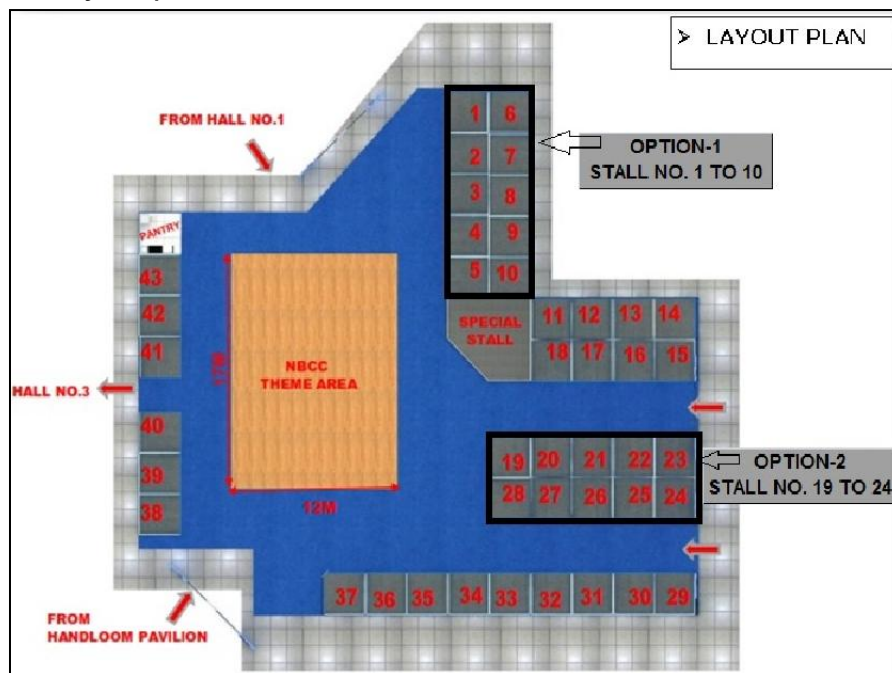 ➢ LAYOUT PLAN
FROM HALL NO.1
OPTION-1
STALL NO. 1 TO 10
1 6
2 7
3 8
4 9
5 10
PANTRY
43
42
41
HALL NO.3
40
39
38
17M
NBCC
THEME AREA
12M
SPECIAL
STALL
11 12 13 14
18 17 16 15
19 20 21 22 23
28 27 26 25 24
OPTION-2
STALL NO. 19 TO 24
37 36 35 34 33 32 31 30 29
FROM
HANDLOOM PAVILION